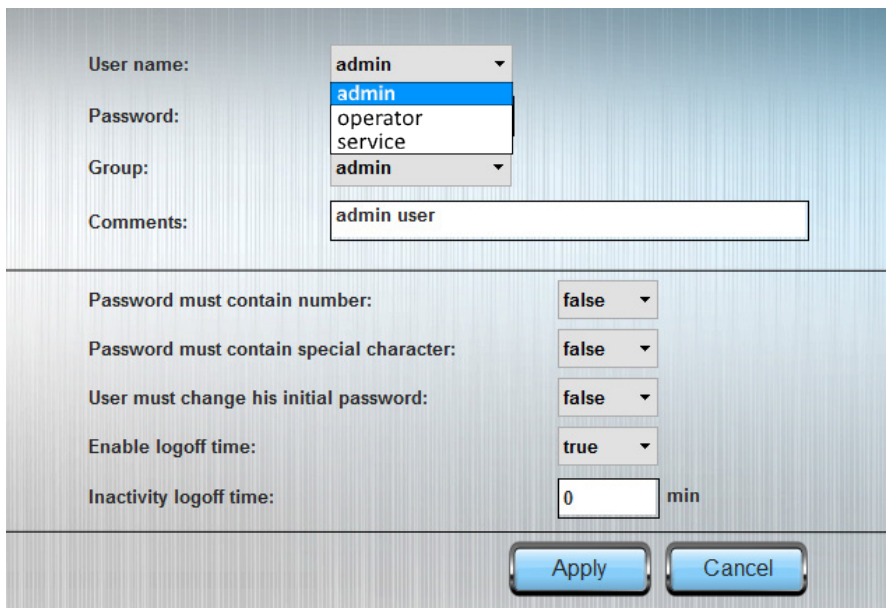 User name: admin
admin
Password: operator
service
Group: admin
Comments: admin user
Password must contain number: false
Password must contain special character: false
User must change his initial password: false
Enable logoff time: true
Inactivity logoff time: 0 min
Apply Cancel